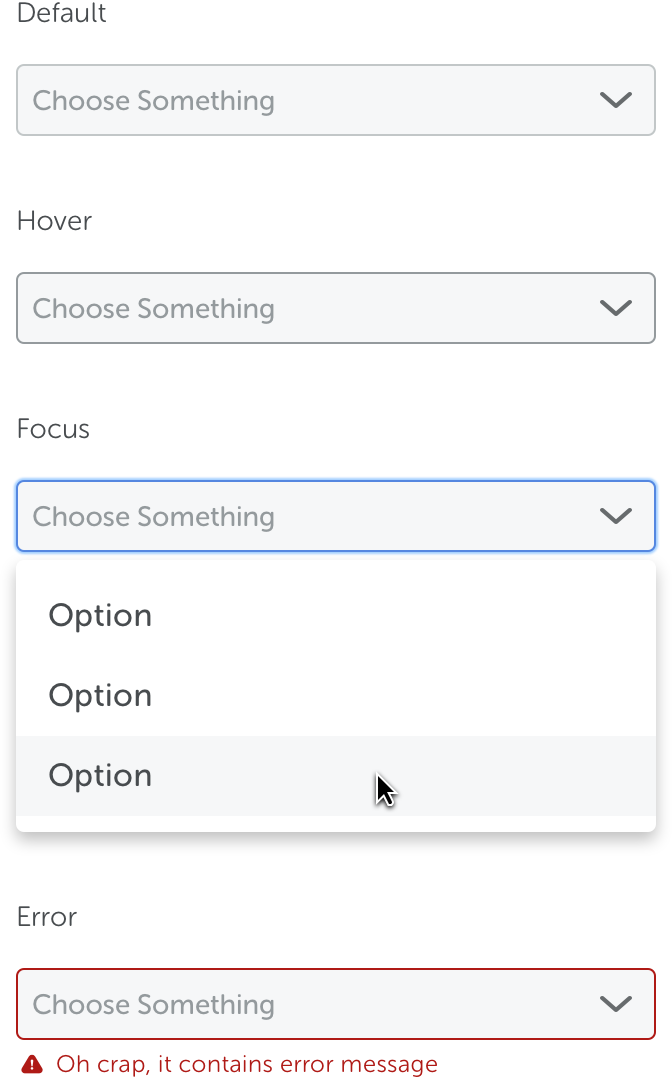 Default
Choose Something
Hover
Choose Something
Focus
Choose Something
Option
Option
Option
Error
Choose Something
Oh crap, it contains error message